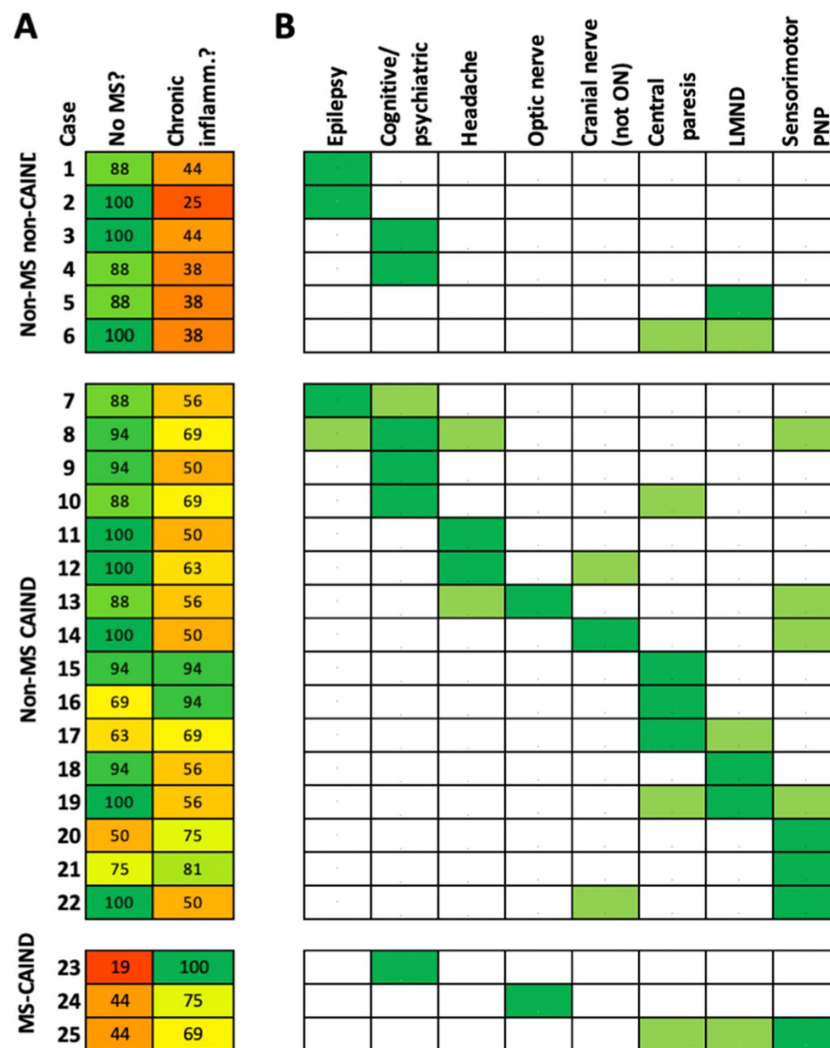 A
B
Case
No MS?
Chronic
inflamm.?
Epilepsy
Cognitive/
psychiatric
Headache
Optic nerve
Cranial nerve
(not ON)
Central
paresis
LMND
Sensorimotor
PNP
Non-MS non-CAIND
1 88 44
2 100 25
3 100 44
4 88 38
5 88 38
6 100 38
Non-MS CAIND
7 88 56
8 94 69
9 94 50
10 88 69
11 100 50
12 100 63
13 88 56
14 100 50
15 94 94
16 69 94
17 63 69
18 94 56
19 100 56
20 50 75
21 75 81
22 100 50
MS-CAIND
23 19 100
24 44 75
25 44 69